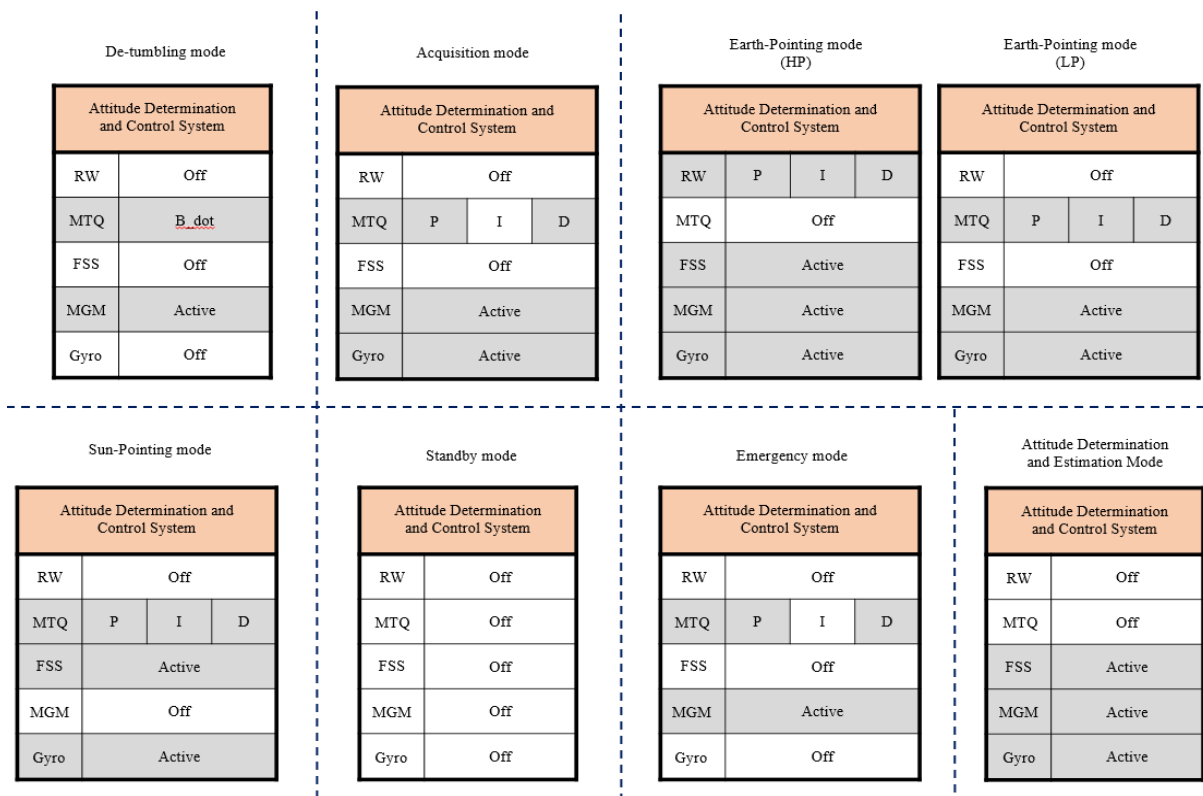 De-tumbling mode
Attitude Determination
and Control System
RW Off
MTQ B_dot
FSS Off
MGM Active
Gyro Off
Acquisition mode
Attitude Determination and
Control System
RW Off
MTQ P I D
FSS Off
MGM Active
Gyro Active
Earth-Pointing mode
(HP)
Attitude Determination and
Control System
RW P I D
MTQ Off
FSS Active
MGM Active
Gyro Active
Earth-Pointing mode
(LP)
Attitude Determination and
Control System
RW Off
MTQ P I D
FSS Off
MGM Active
Gyro Active
Sun-Pointing mode
Attitude Determination and
Control System
RW Off
MTQ P I D
FSS Active
MGM Off
Gyro Active
Standby mode
Attitude Determination
and Control System
RW Off
MTQ Off
FSS Off
MGM Off
Gyro Off
Emergency mode
Attitude Determination and
Control System
RW Off
MTQ P I D
FSS Off
MGM Active
Gyro Off
Attitude Determination
and Estimation Mode
Attitude Determination
and Control System
RW Off
MTQ Off
FSS Active
MGM Active
Gyro Active